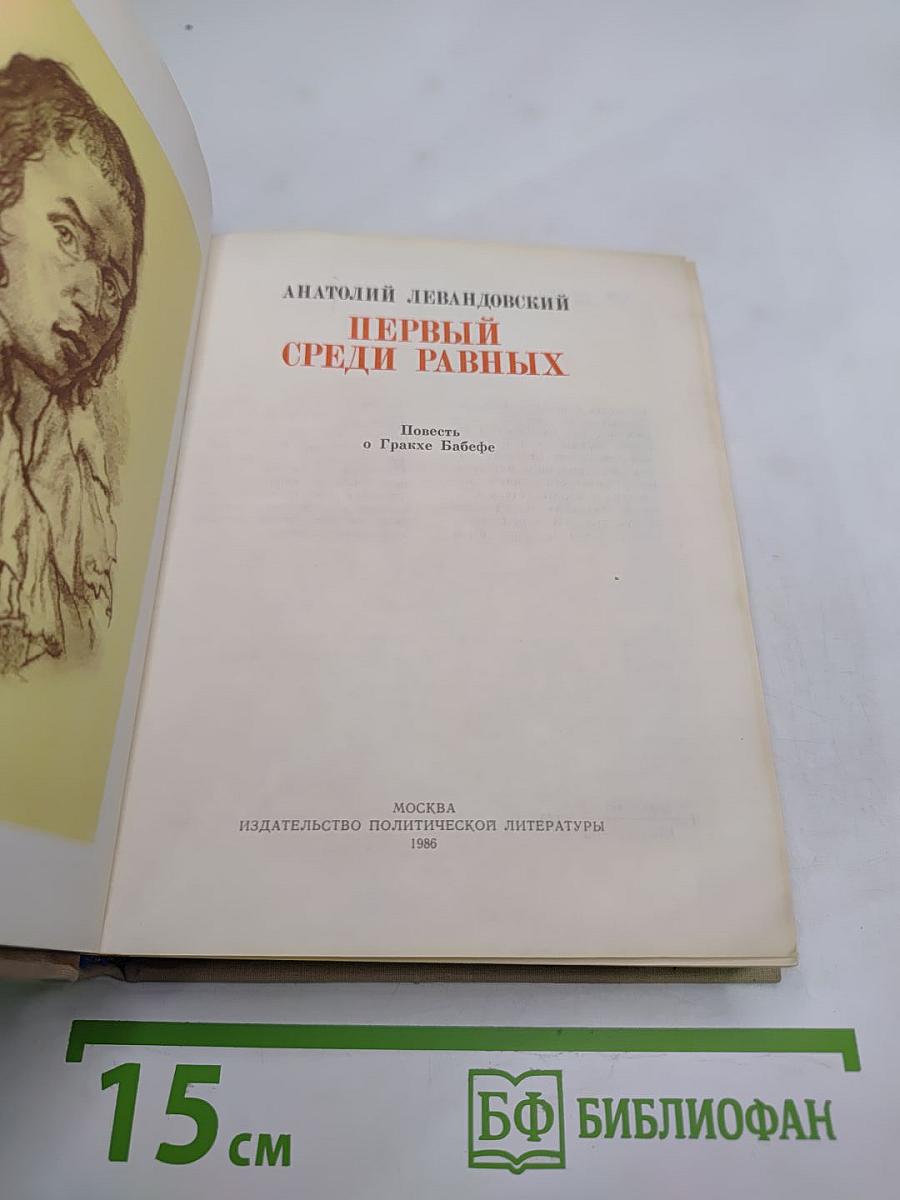 АНАТОЛИЙ ЛЕВАНДОВСКИЙ
ПЕРВЫЙ
СРЕДИ РАВНЫХ
Повесть
о Гракхе Бабефе
МОСКВА
ИЗДАТЕЛЬСТВО ПОЛИТИЧЕСКОЙ ЛИТЕРАТУРЫ
1986
15 см
БФ БИБЛИОФАН